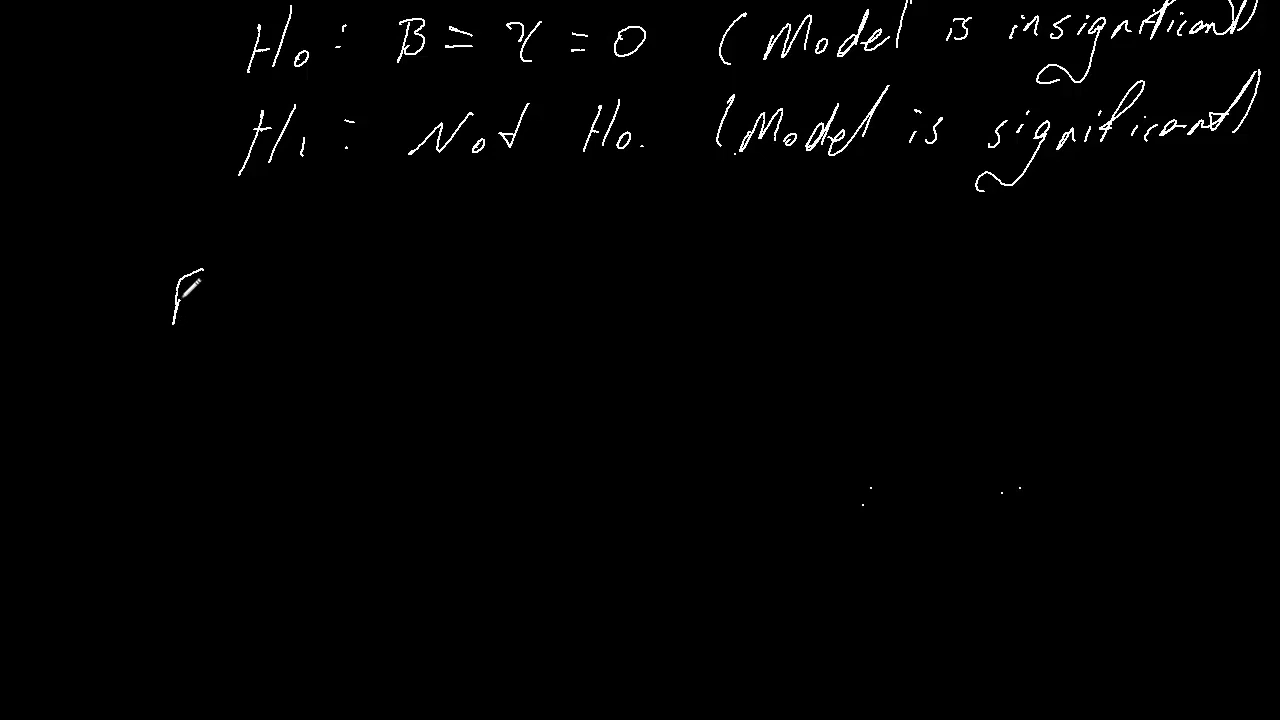 H0: B = γ = 0 (Model is insignificant
H1: Not H0. (Model is significant)
F